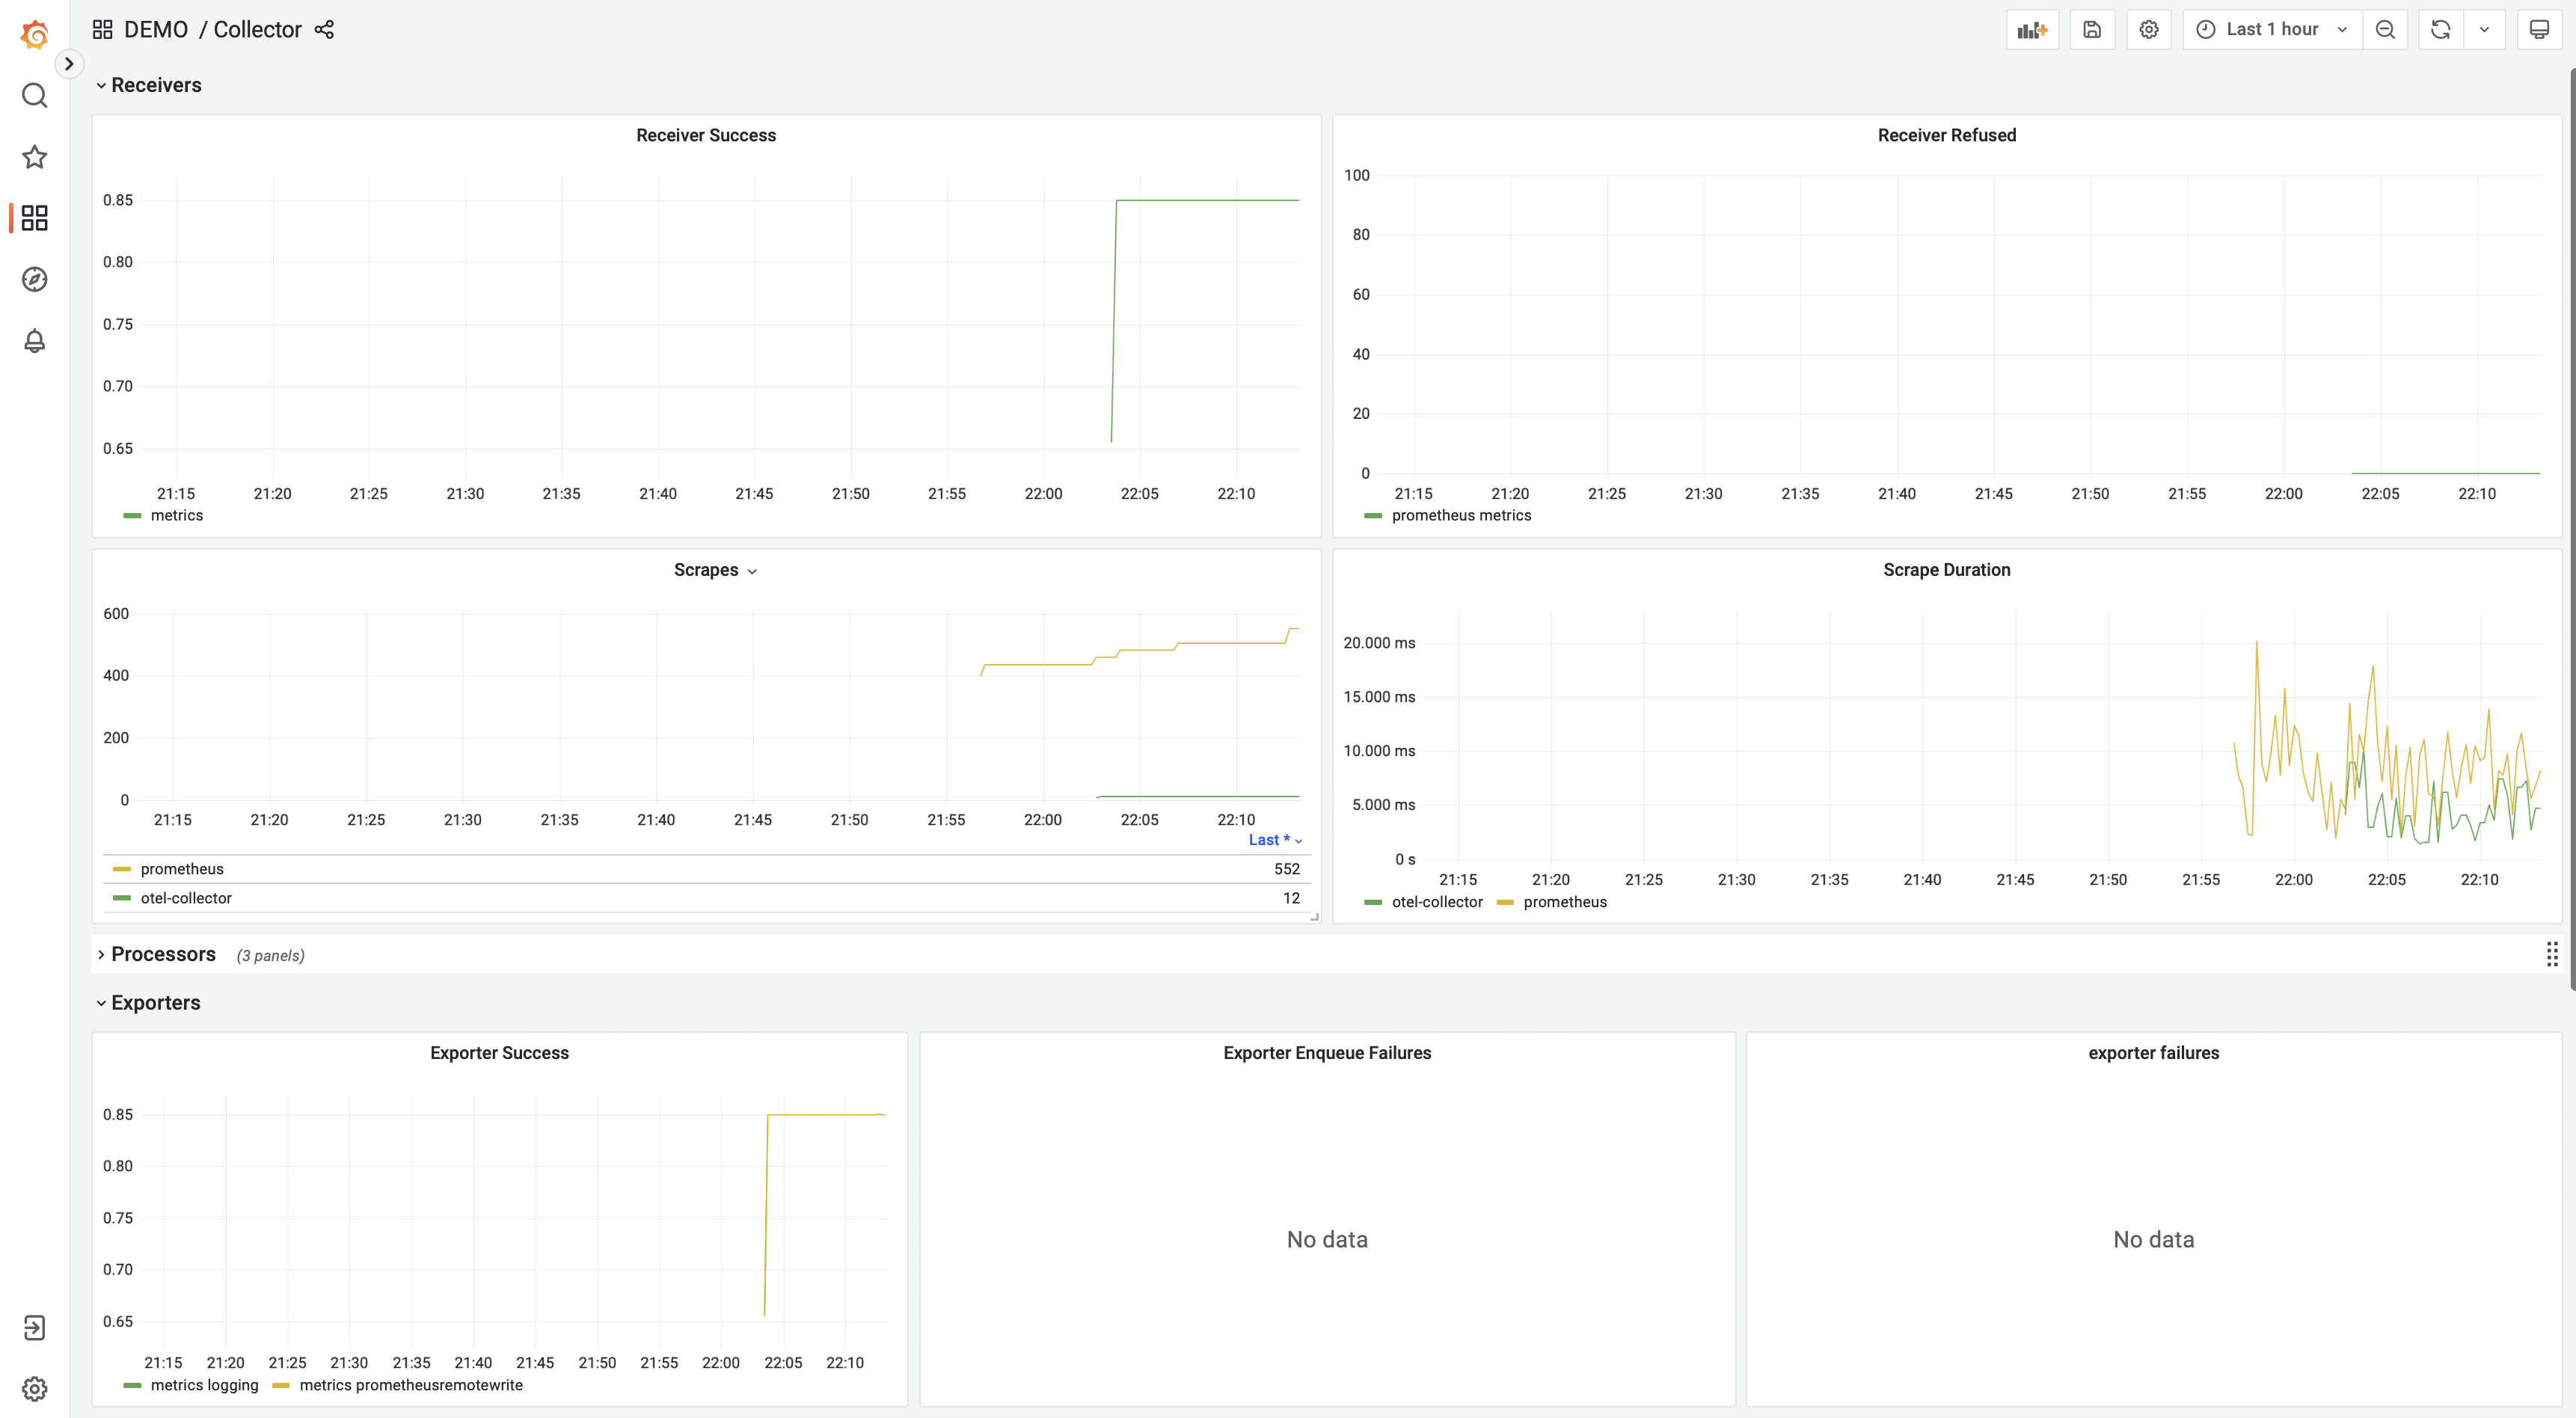 DEMO / Collector
Last 1 hour
Receivers
Receiver Success
0.85
0.80
0.75
0.70
0.65
21:15 21:20 21:25 21:30 21:35 21:40 21:45 21:50 21:55 22:00 22:05 22:10
metrics
Receiver Refused
100
80
60
40
20
0
21:15 21:20 21:25 21:30 21:35 21:40 21:45 21:50 21:55 22:00 22:05 22:10
prometheus metrics
Scrapes
600
400
200
0
21:15 21:20 21:25 21:30 21:35 21:40 21:45 21:50 21:55 22:00 22:05 22:10
Last *
prometheus 552
otel-collector 12
Scrape Duration
20.000 ms
15.000 ms
10.000 ms
5.000 ms
0 s
21:15 21:20 21:25 21:30 21:35 21:40 21:45 21:50 21:55 22:00 22:05 22:10
otel-collector prometheus
Processors (3 panels)
Exporters
Exporter Success
0.85
0.80
0.75
0.70
0.65
21:15 21:20 21:25 21:30 21:35 21:40 21:45 21:50 21:55 22:00 22:05 22:10
metrics logging metrics prometheusremotewrite
Exporter Enqueue Failures
No data
exporter failures
No data